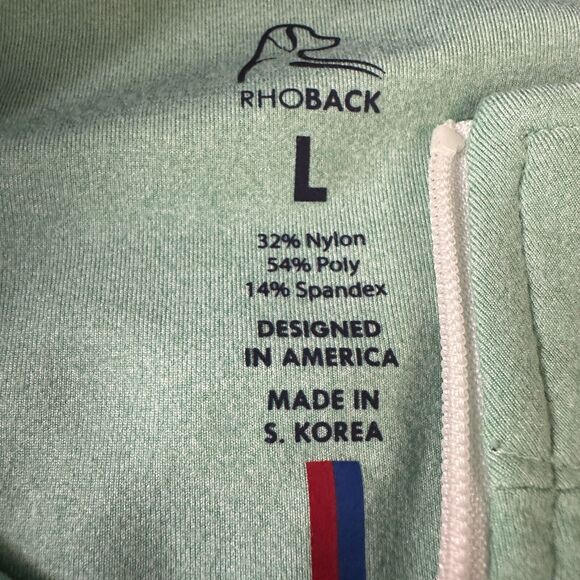 RHOBACK
L
32% Nylon
54% Poly
14% Spandex
DESIGNED
IN AMERICA
MADE IN
S. KOREA